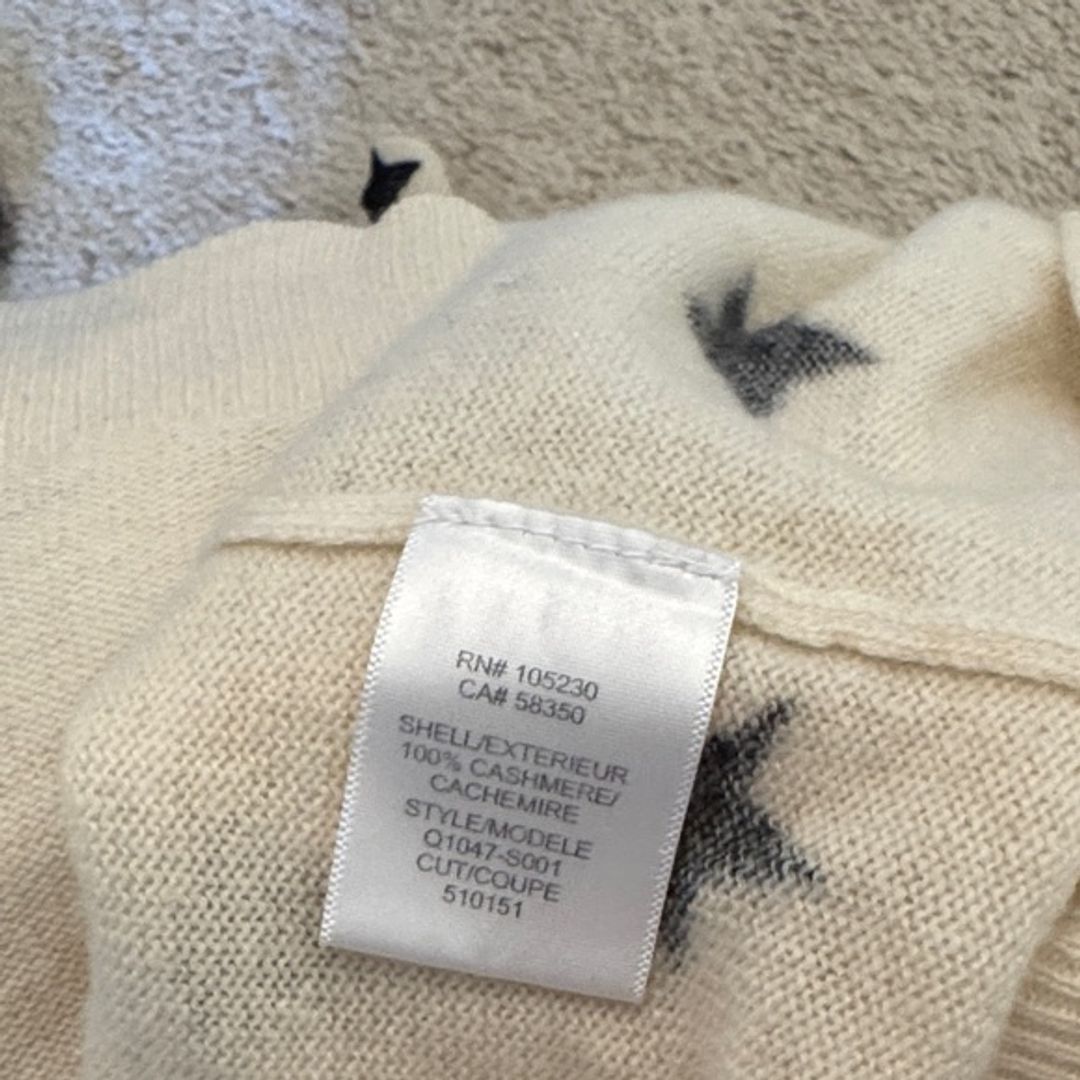 RN# 105230
CA# 58350
SHELL/EXTERIEUR
100% CASHMERE/
CACHEMIRE
STYLE/MODELE
Q1047-S001
CUT/COUPE
510151